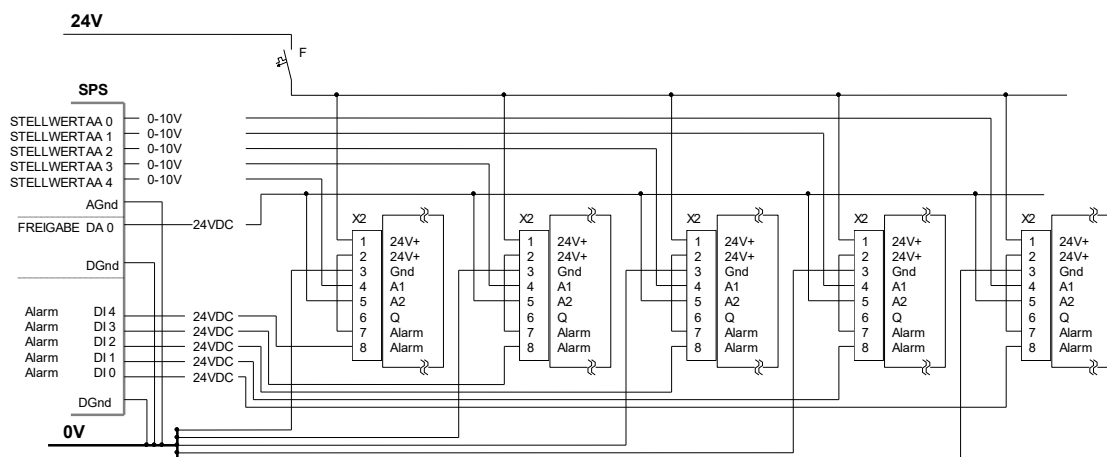 24V
F
SPS
STELLWERTAA 0 0-10V
STELLWERTAA 1 0-10V
STELLWERTAA 2 0-10V
STELLWERTAA 3 0-10V
STELLWERTAA 4 0-10V
AGnd
FREIGABE DA 0 24VDC
DGnd
Alarm DI 4 24VDC
Alarm DI 3 24VDC
Alarm DI 2 24VDC
Alarm DI 1 24VDC
Alarm DI 0 24VDC
DGnd
0V
X2
1 24V+
2 24V+
3 Gnd
4 A1
5 A2
6 Q
7 Alarm
8 Alarm
X2
1 24V+
2 24V+
3 Gnd
4 A1
5 A2
6 Q
7 Alarm
8 Alarm
X2
1 24V+
2 24V+
3 Gnd
4 A1
5 A2
6 Q
7 Alarm
8 Alarm
X2
1 24V+
2 24V+
3 Gnd
4 A1
5 A2
6 Q
7 Alarm
8 Alarm
X2
1 24V+
2 24V+
3 Gnd
4 A1
5 A2
6 Q
7 Alarm
8 Alarm